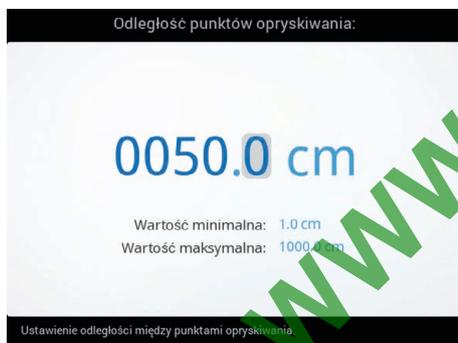 Odległość punktów opryskiwania:
0050.0 cm
Wartość minimalna: 1.0 cm
Wartość maksymalna: 1000.0 cm
Ustawienie odległości między punktami opryskiwania.
www